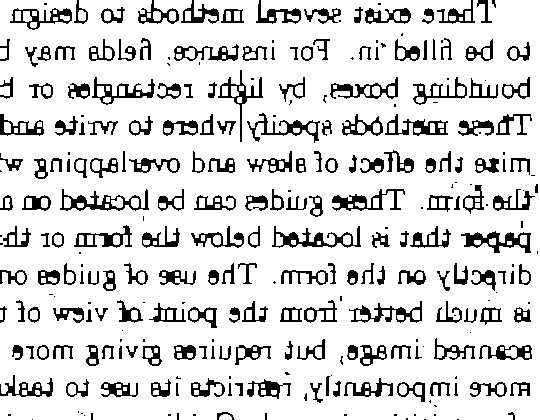 There exist several methods to design
to be filled in. For instance, fields may
bounding boxes, by light rectangles or
These methods specify where to write and
mize the effect of skew and overlapping
the form. These guides can be located on a
paper that is located below the form or
directly on the form. The use of guides on
is much better from the point of view of
scanned image, but requires giving more
more importantly, restricts its use to